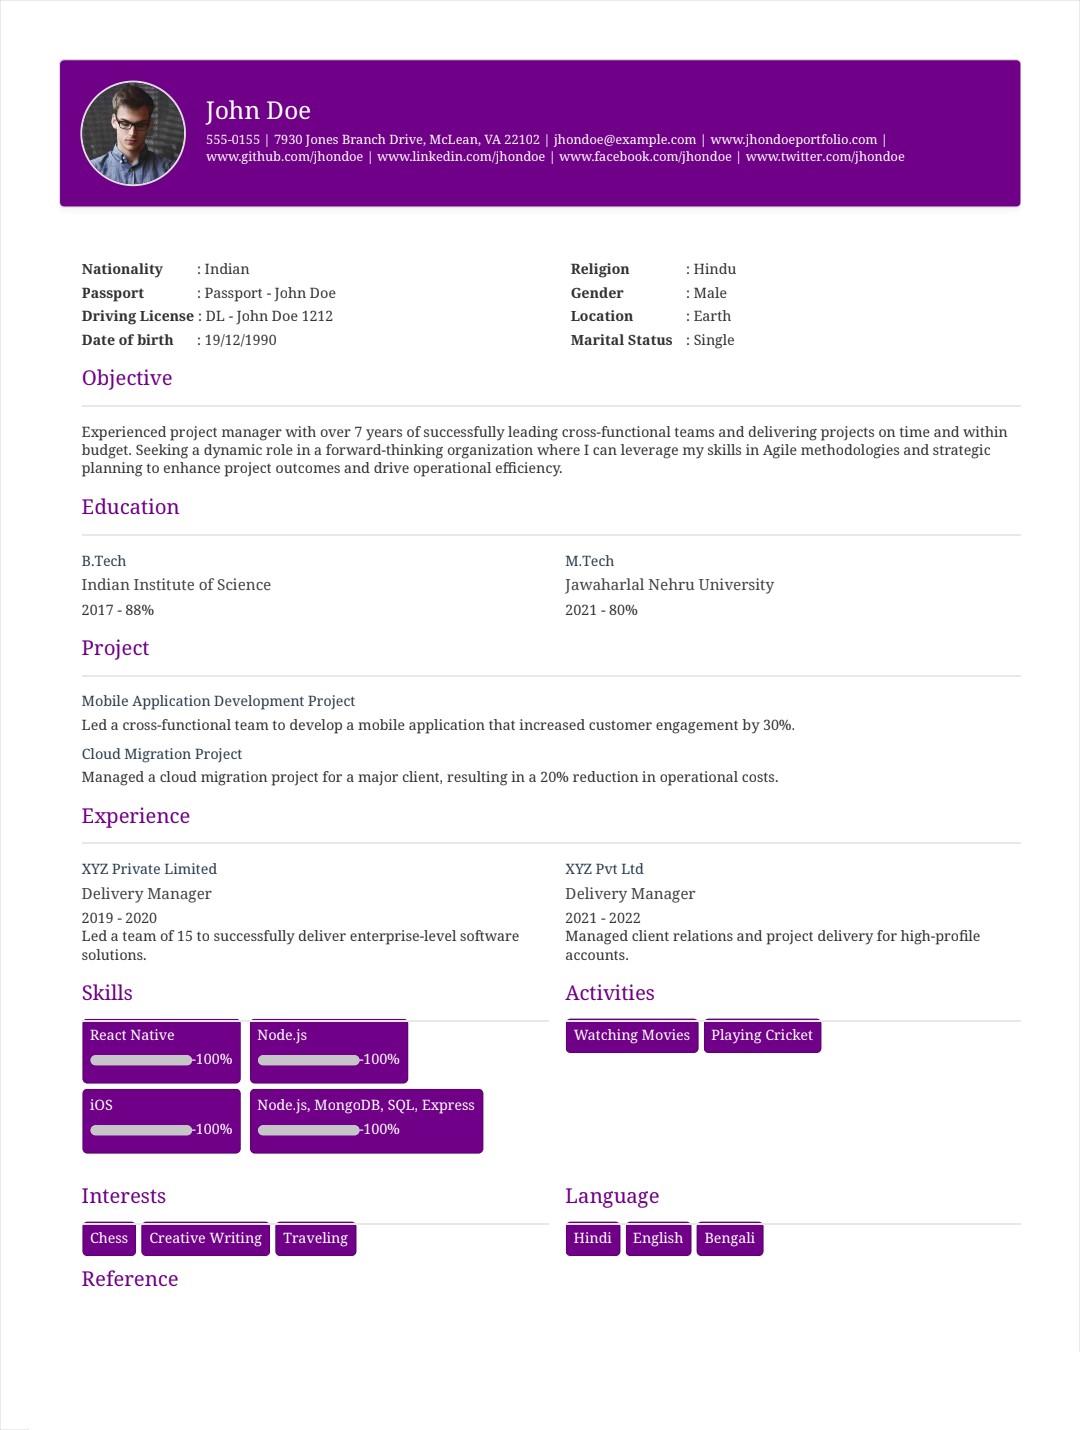 John Doe
555-0155 | 7930 Jones Branch Drive, McLean, VA 22102 | jhondoe@example.com | www.jhondoeportfolio.com |
www.github.com/jhondoe | www.linkedin.com/jhondoe | www.facebook.com/jhondoe | www.twitter.com/jhondoe
Nationality : Indian
Passport : Passport - John Doe
Driving License : DL - John Doe 1212
Date of birth : 19/12/1990
Religion : Hindu
Gender : Male
Location : Earth
Marital Status : Single
Objective
Experienced project manager with over 7 years of successfully leading cross-functional teams and delivering projects on time and within
budget. Seeking a dynamic role in a forward-thinking organization where I can leverage my skills in Agile methodologies and strategic
planning to enhance project outcomes and drive operational efficiency.
Education
B.Tech
Indian Institute of Science
2017 - 88%
M.Tech
Jawaharlal Nehru University
2021 - 80%
Project
Mobile Application Development Project
Led a cross-functional team to develop a mobile application that increased customer engagement by 30%.
Cloud Migration Project
Managed a cloud migration project for a major client, resulting in a 20% reduction in operational costs.
Experience
XYZ Private Limited
Delivery Manager
2019 - 2020
Led a team of 15 to successfully deliver enterprise-level software
solutions.
XYZ Pvt Ltd
Delivery Manager
2021 - 2022
Managed client relations and project delivery for high-profile
accounts.
Skills
React Native
-100%
Node.js
-100%
iOS
-100%
Node.js, MongoDB, SQL, Express
-100%
Activities
Watching Movies
Playing Cricket
Interests
Chess
Creative Writing
Traveling
Language
Hindi
English
Bengali
Reference